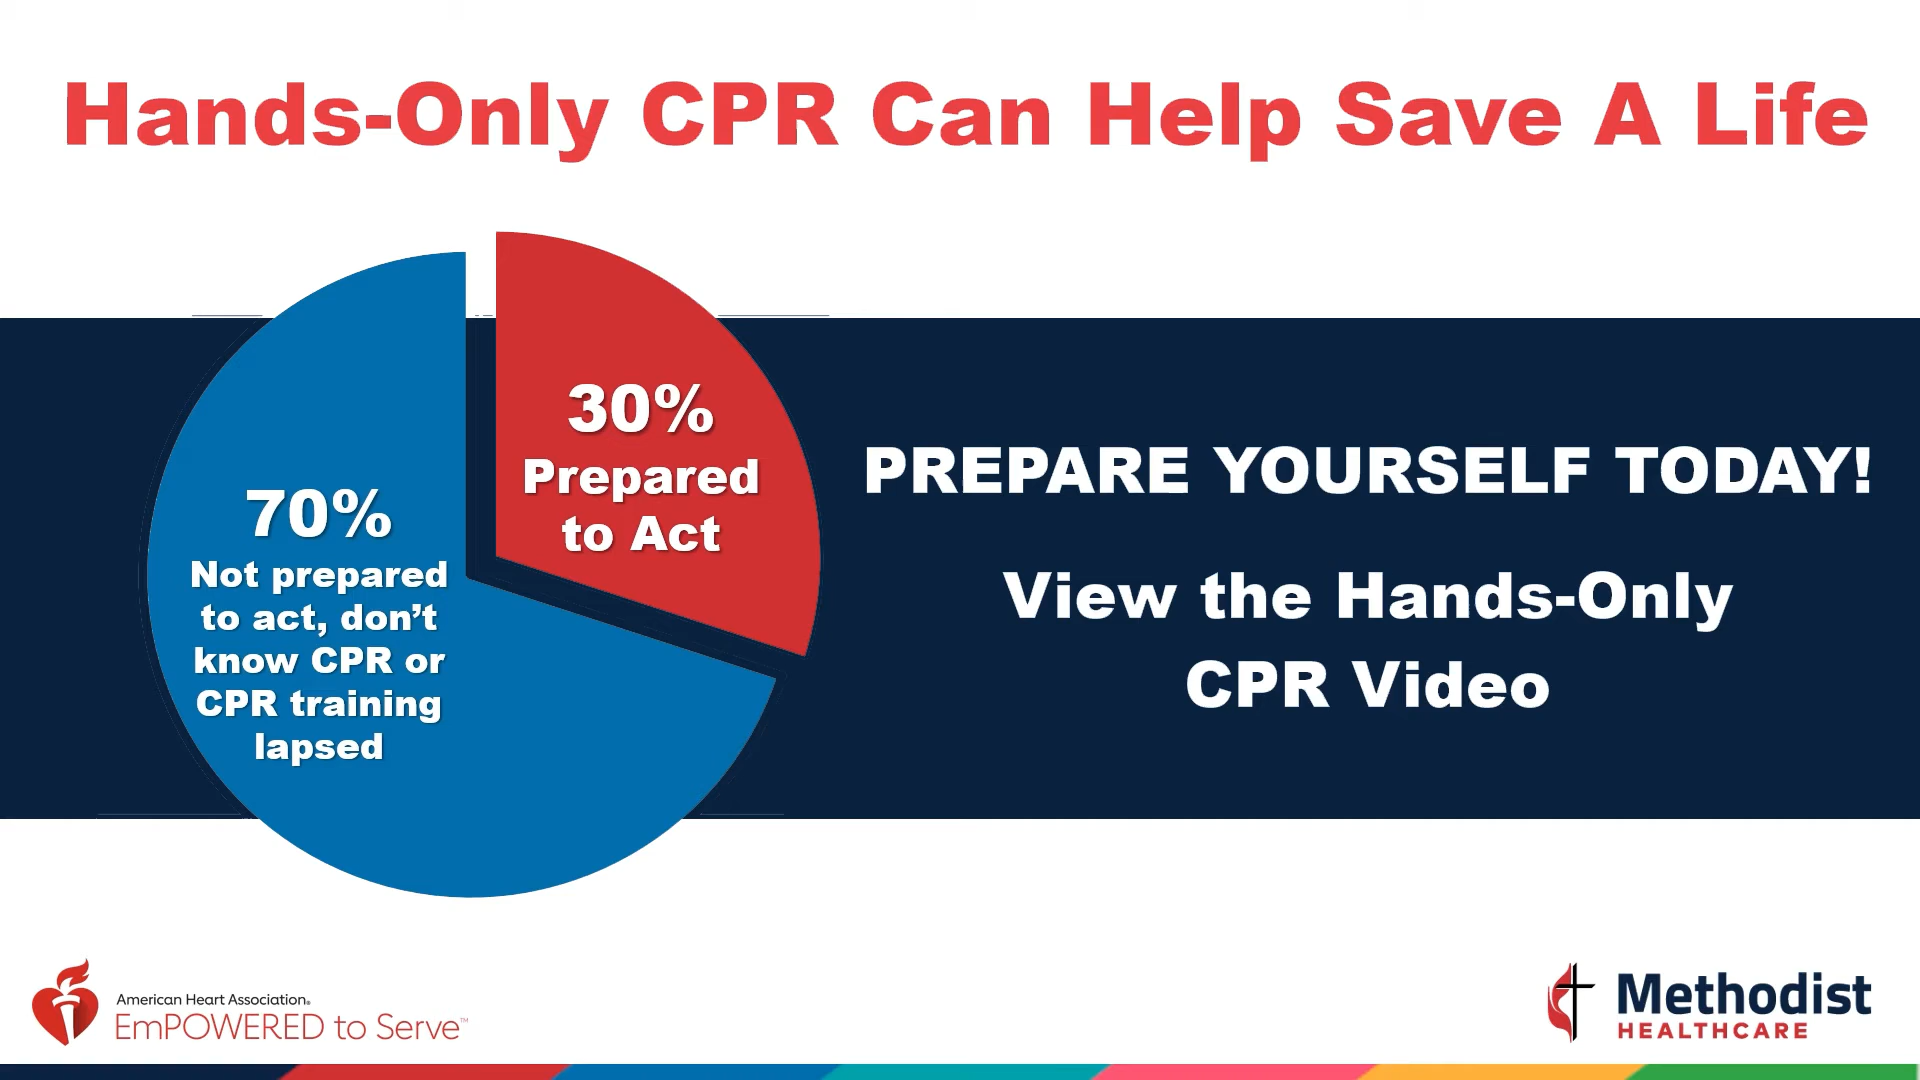 Hands-Only CPR Can Help Save A Life
30%
Prepared
to Act
70%
Not prepared
to act, don’t
know CPR or
CPR training
lapsed
PREPARE YOURSELF TODAY!
View the Hands-Only
CPR Video
American Heart Association®
EmPOWERED to Serve™
Methodist
HEALTHCARE